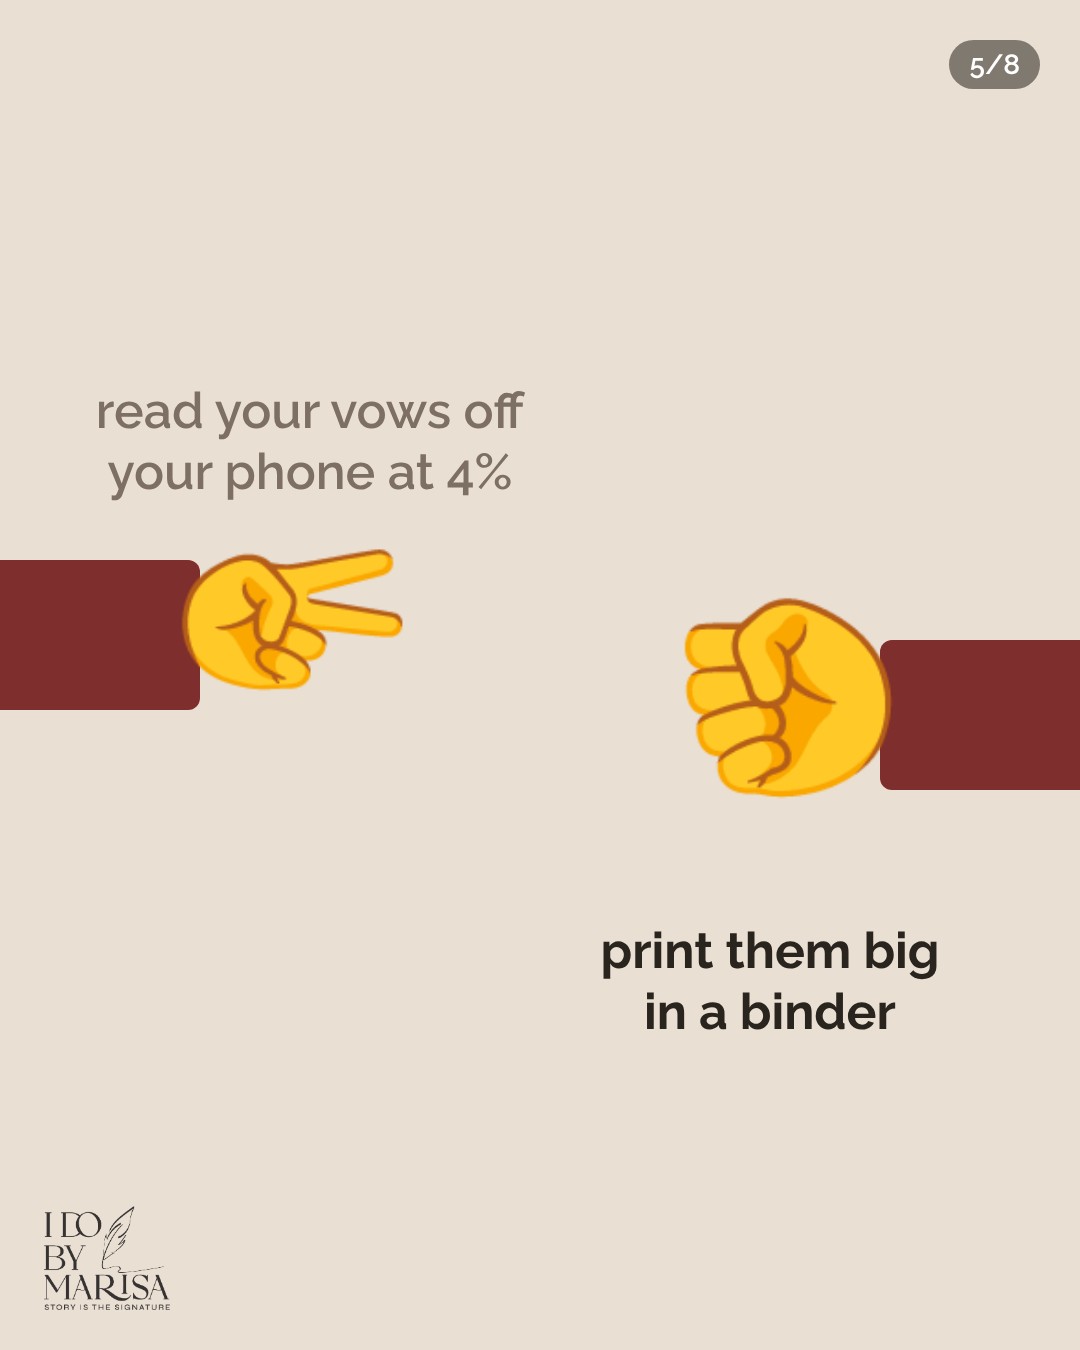 5/8
read your vows off
your phone at 4%
print them big
in a binder
I DO
BY
MARISA
STORY IS THE SIGNATURE